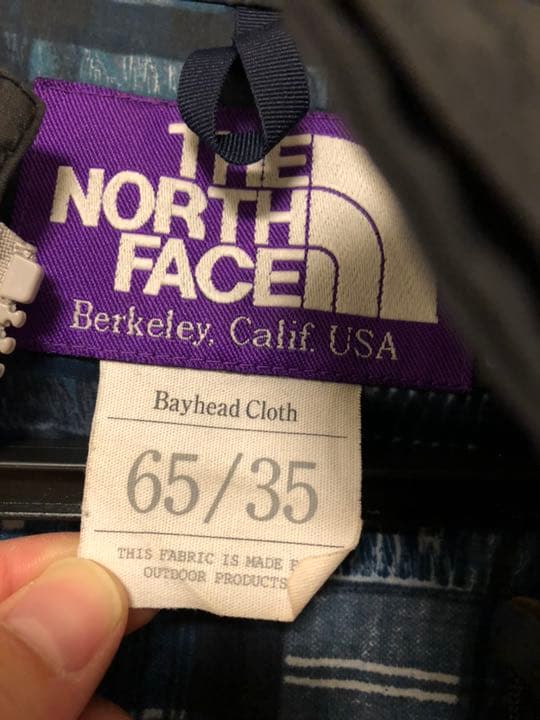 THE
NORTH
FACE
Berkeley, Calif. USA
Bayhead Cloth
65/35
THIS FABRIC IS MADE
OUTDOOR PRODUCTS